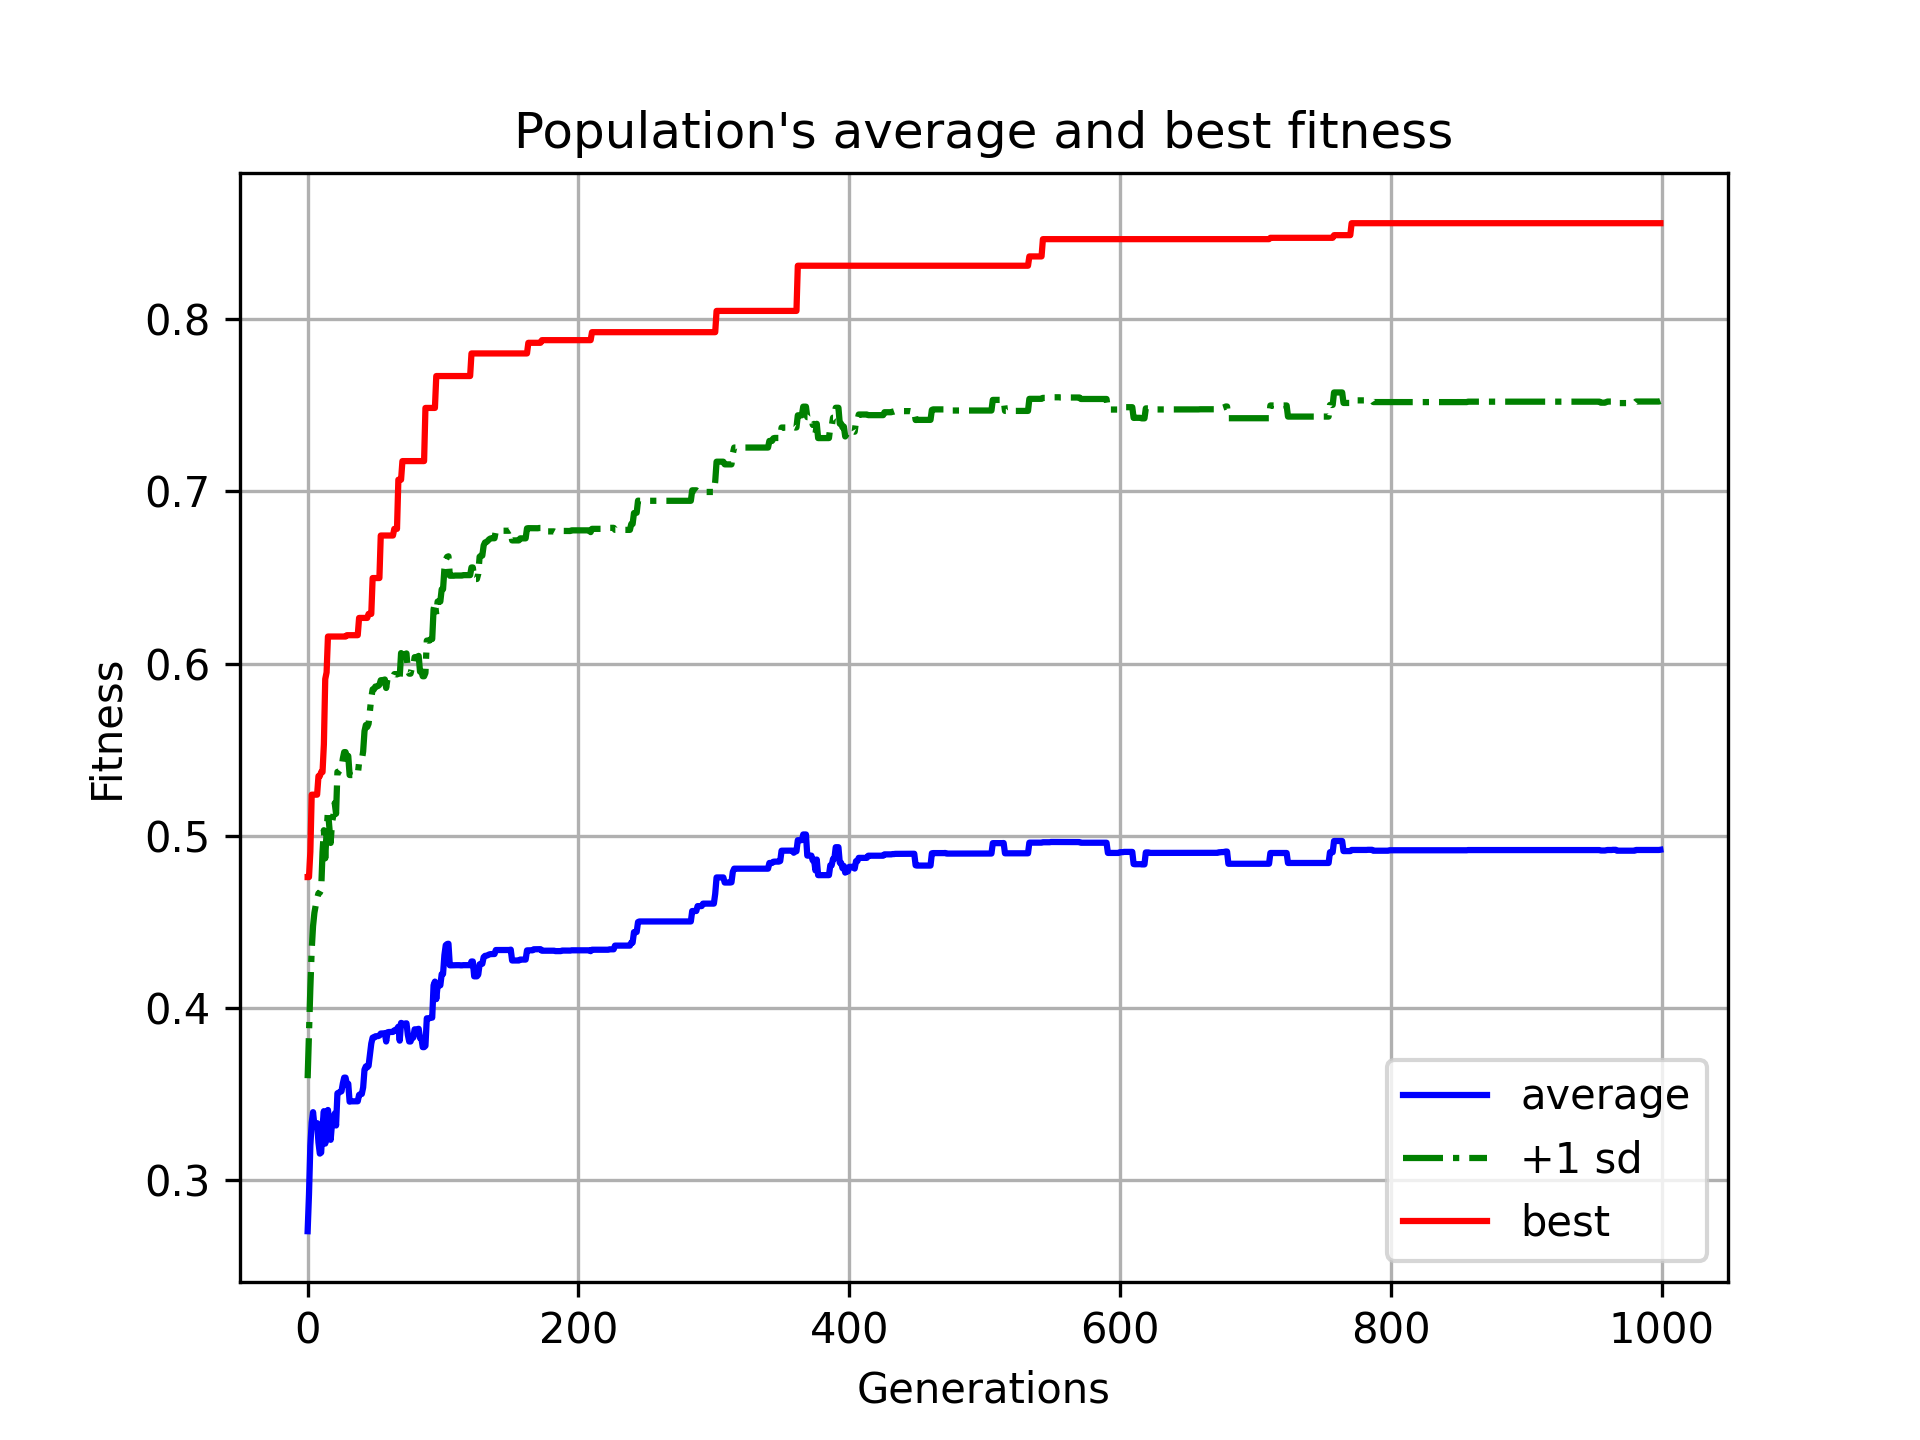 Population's average and best fitness
Fitness
0.8
0.7
0.6
0.5
0.4
0.3
0 200 400 600 800 1000
Generations
average
+1 sd
best